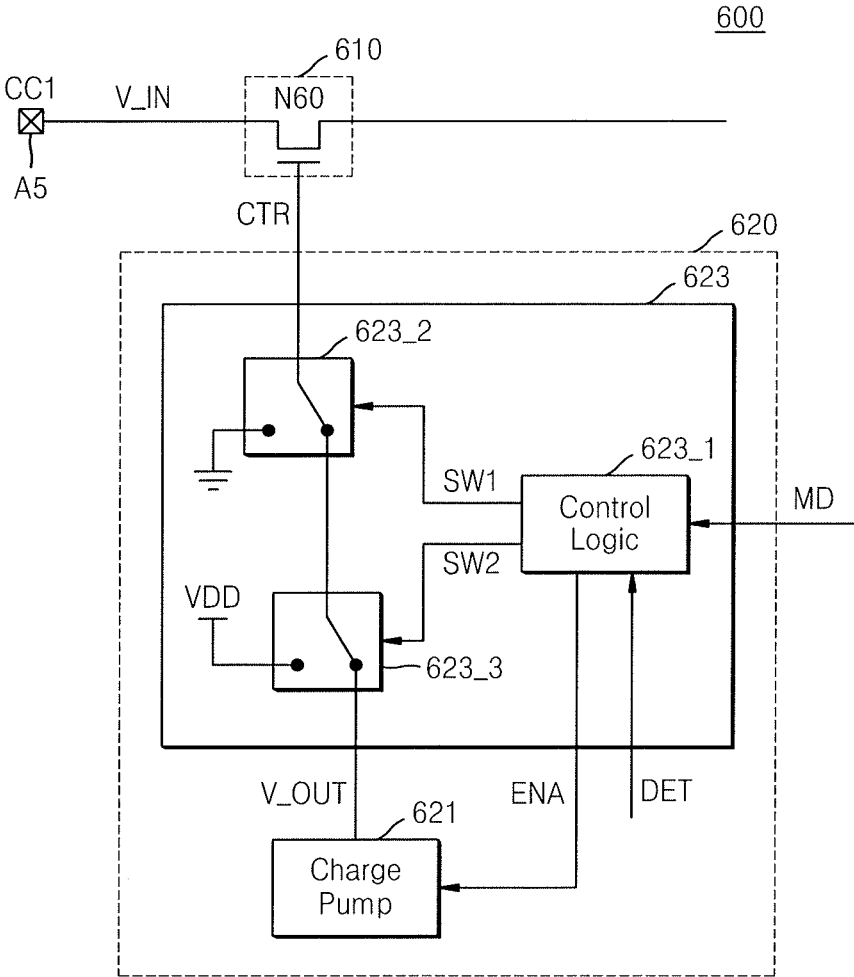 600
610
CC1
V_IN
N60
A5
CTR
620
623
623_2
623_1
SW1
Control
Logic
MD
SW2
VDD
623_3
V_OUT
ENA
DET
621
Charge
Pump